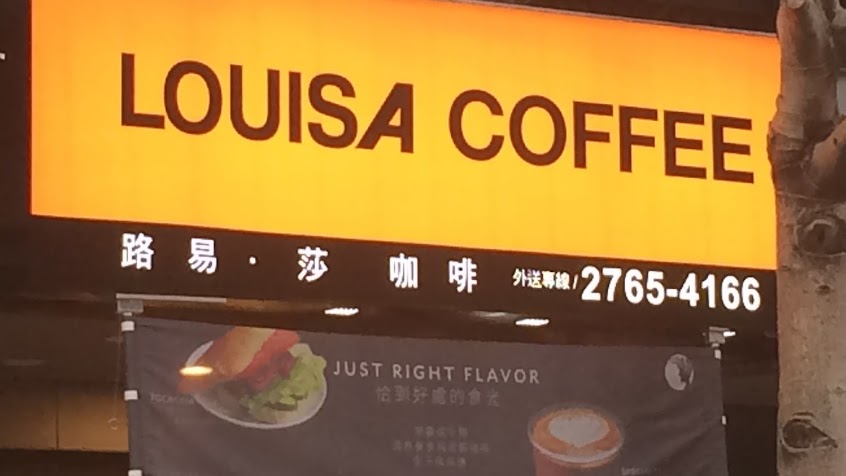 LOUISA COFFEE
路易·莎 咖啡 外送專線/2765-4166
JUST RIGHT FLAVOR
恰到好處的食光
FOCACCIA